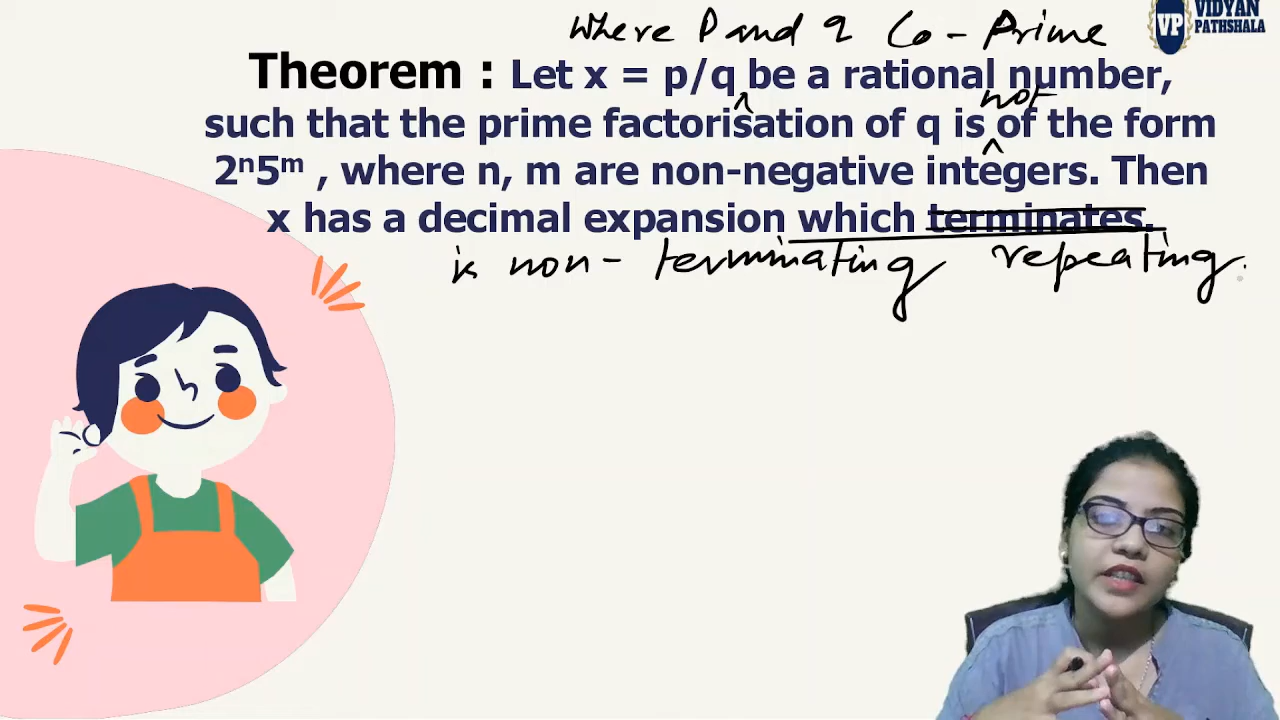 VIDYAN
PATHSHALA
VP
where P and q Co-Prime
Theorem : Let x = p/q be a rational number,
not
such that the prime factorisation of q is of the form
2ⁿ5ᵐ , where n, m are non-negative integers. Then
x has a decimal expansion which terminates.
is non-terminating repeating.